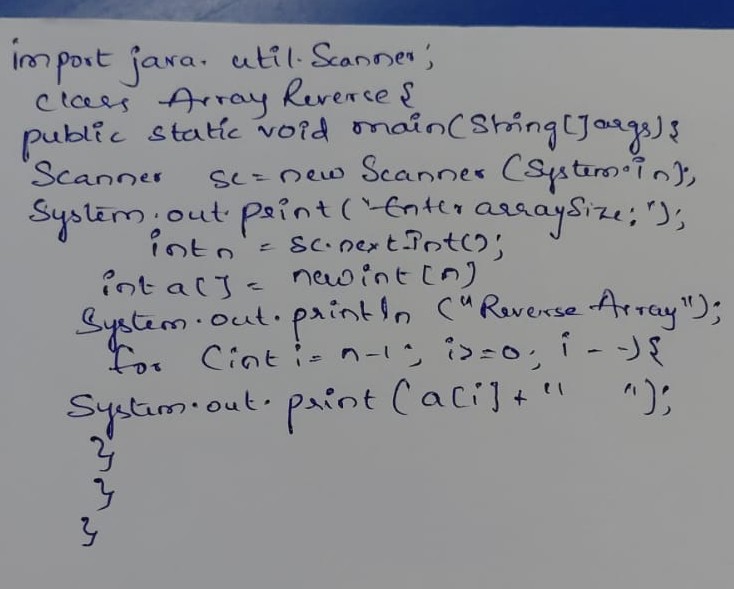 import java. util.Scanner;
class Array Reverse {
public static void main(String[]args){
Scanner sc = new Scanner (System.in);
System.out.print ("Enter arraySize: ");
int n = sc.nextInt();
int a[] = new int [n]
System.out.println ("Reverse Array");
for (int i = n-1; i>=0; i--){
System.out.print (a[i] + " ");
}
}
}